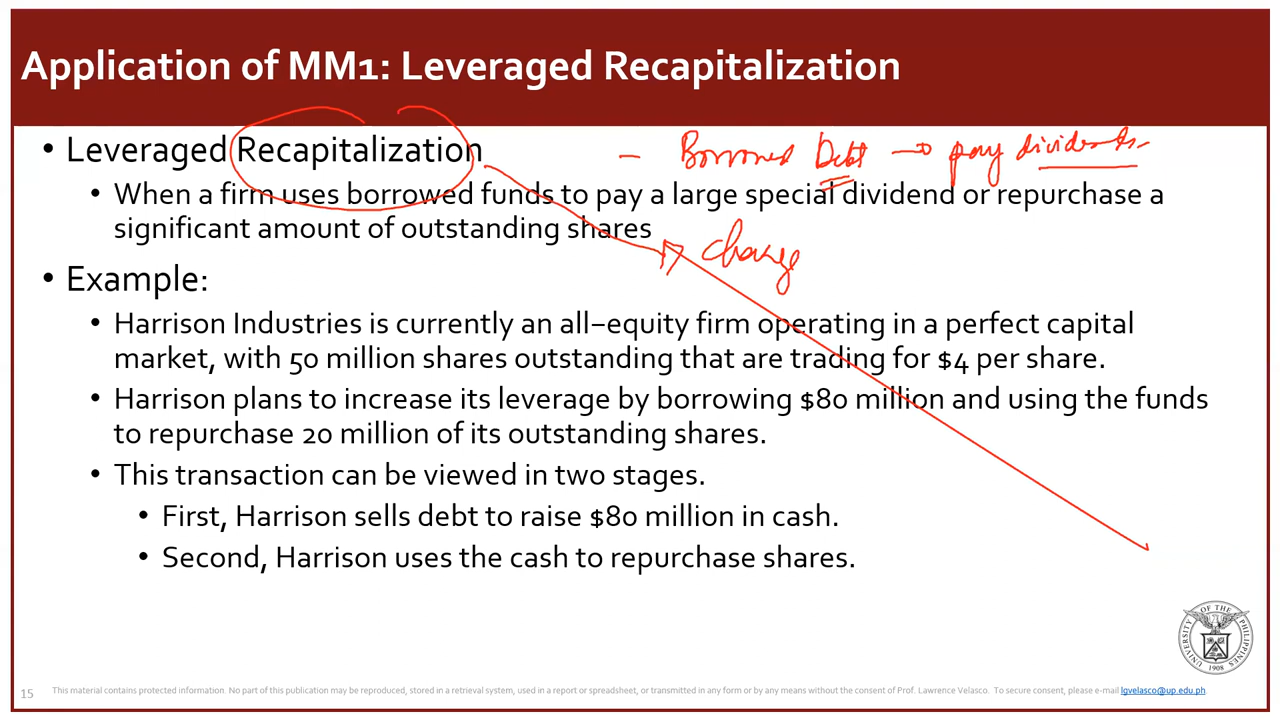 Application of MM1: Leveraged Recapitalization
• Leveraged Recapitalization
– Borrowed Debt → pay dividends
• When a firm uses borrowed funds to pay a large special dividend or repurchase a
significant amount of outstanding shares
change
• Example:
• Harrison Industries is currently an all–equity firm operating in a perfect capital
market, with 50 million shares outstanding that are trading for $4 per share.
• Harrison plans to increase its leverage by borrowing $80 million and using the funds
to repurchase 20 million of its outstanding shares.
• This transaction can be viewed in two stages.
• First, Harrison sells debt to raise $80 million in cash.
• Second, Harrison uses the cash to repurchase shares.
UNIVERSITY OF THE PHILIPPINES
1908
15
This material contains protected information. No part of this publication may be reproduced, stored in a retrieval system, used in a report or spreadsheet, or transmitted in any form or by any means without the consent of Prof. Lawrence Velasco. To secure consent, please e-mail lgvelasco@up.edu.ph.